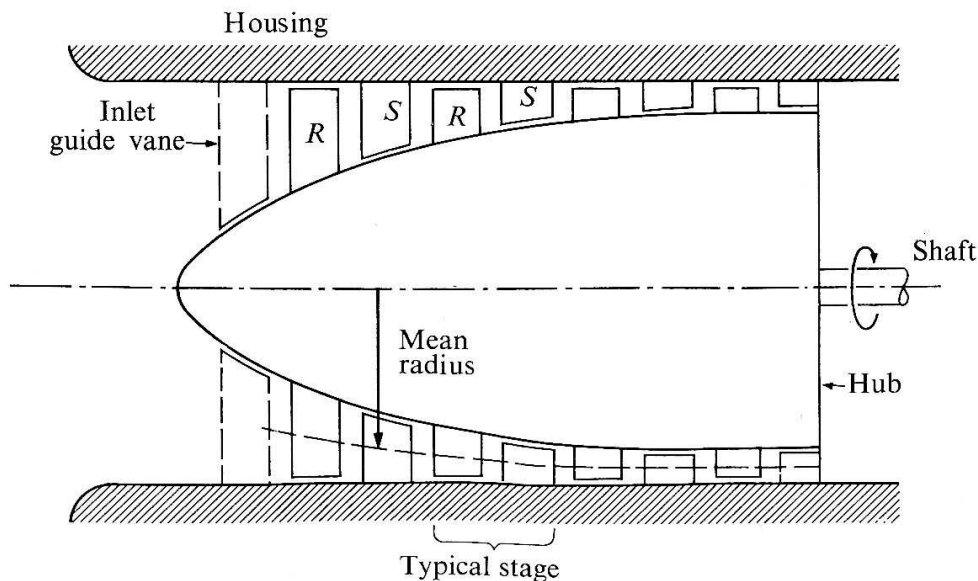 Housing
Inlet
guide vane
R
S
R
S
Shaft
Mean
radius
Hub
Typical stage